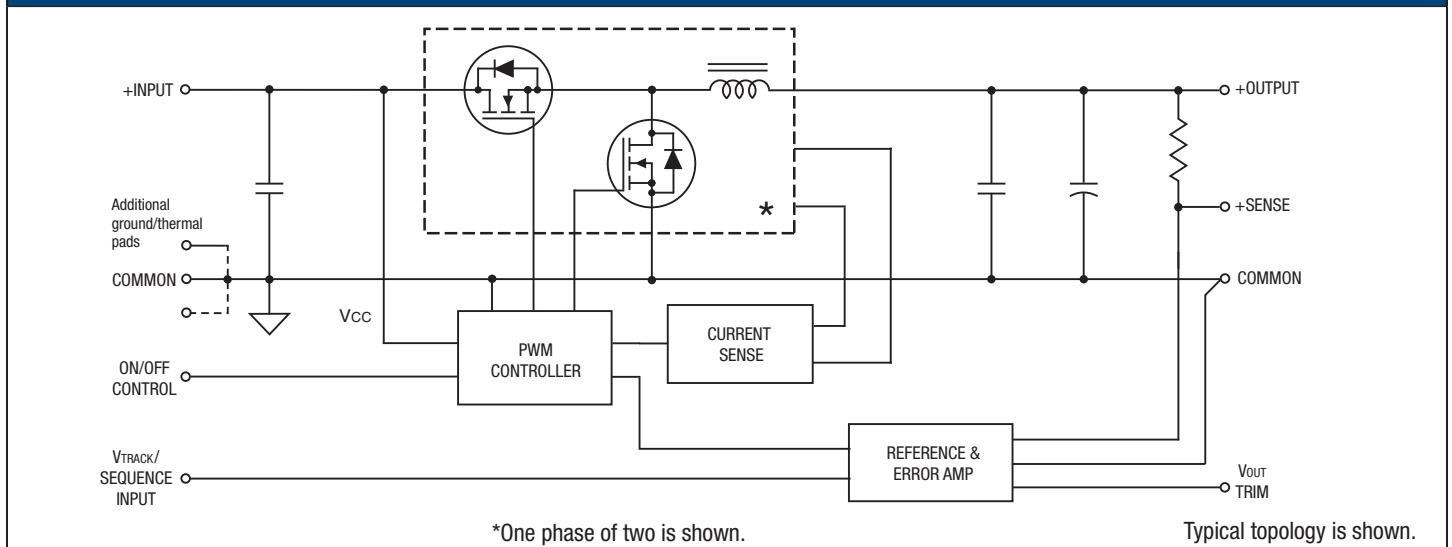 +INPUT
+OUTPUT
Additional
ground/thermal
pads
*
+SENSE
COMMON
COMMON
VCC
PWM
CONTROLLER
CURRENT
SENSE
ON/OFF
CONTROL
VTRACK/
SEQUENCE
INPUT
REFERENCE &
ERROR AMP
VOUT
TRIM
*One phase of two is shown.
Typical topology is shown.